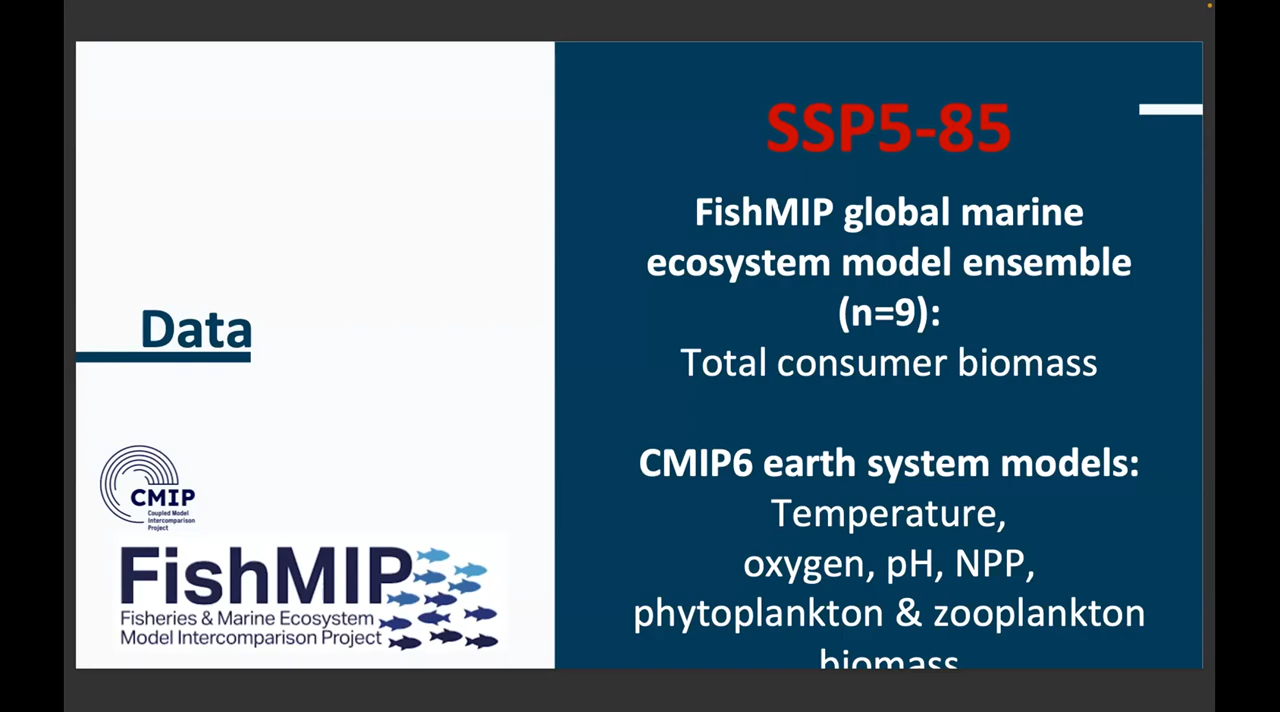 Data
CMIP
Coupled Model
Intercomparison
Project
FishMIP
Fisheries & Marine Ecosystem
Model Intercomparison Project
SSP5-85
FishMIP global marine
ecosystem model ensemble
(n=9):
Total consumer biomass
CMIP6 earth system models:
Temperature,
oxygen, pH, NPP,
phytoplankton & zooplankton
biomass